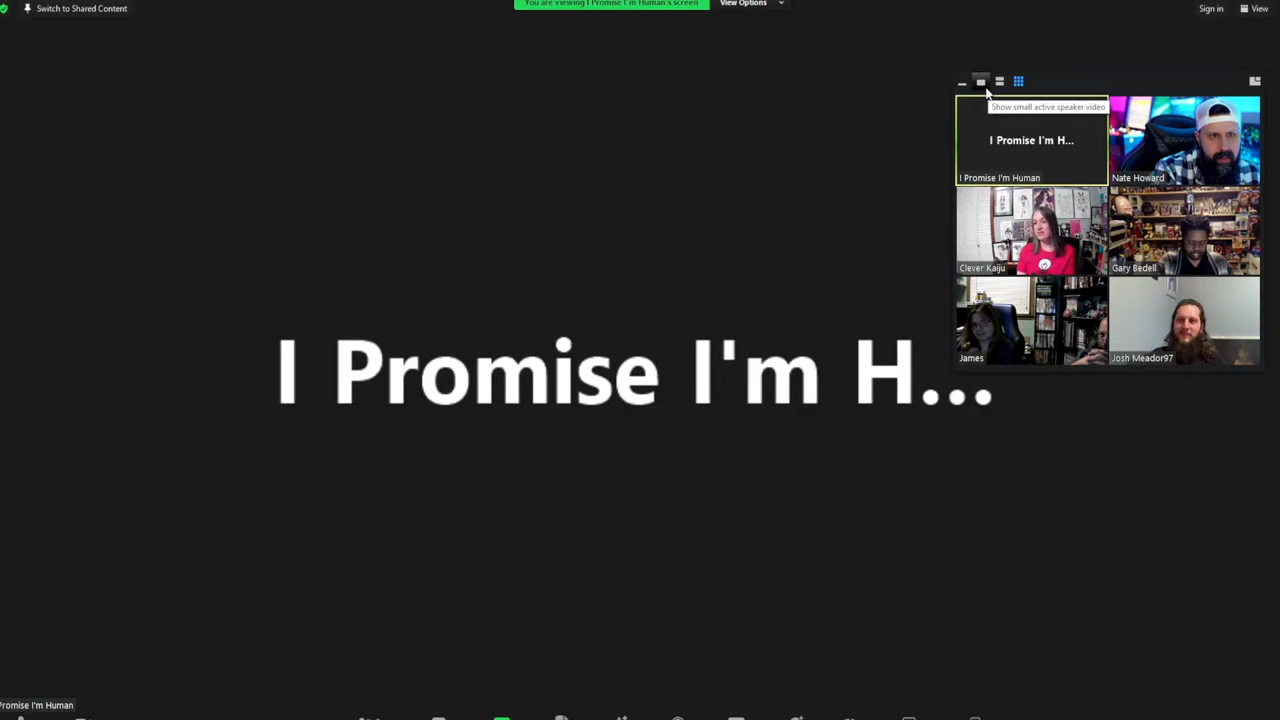 Switch to Shared Content
You are viewing I Promise I'm Human's screen
View Options
Sign in
View
Show small active speaker video
I Promise I'm H...
I Promise I'm Human
Nate Howard
Clever Kaiju
Gary Bedell
James
Josh Meador97
I Promise I'm H...
Promise I'm Human